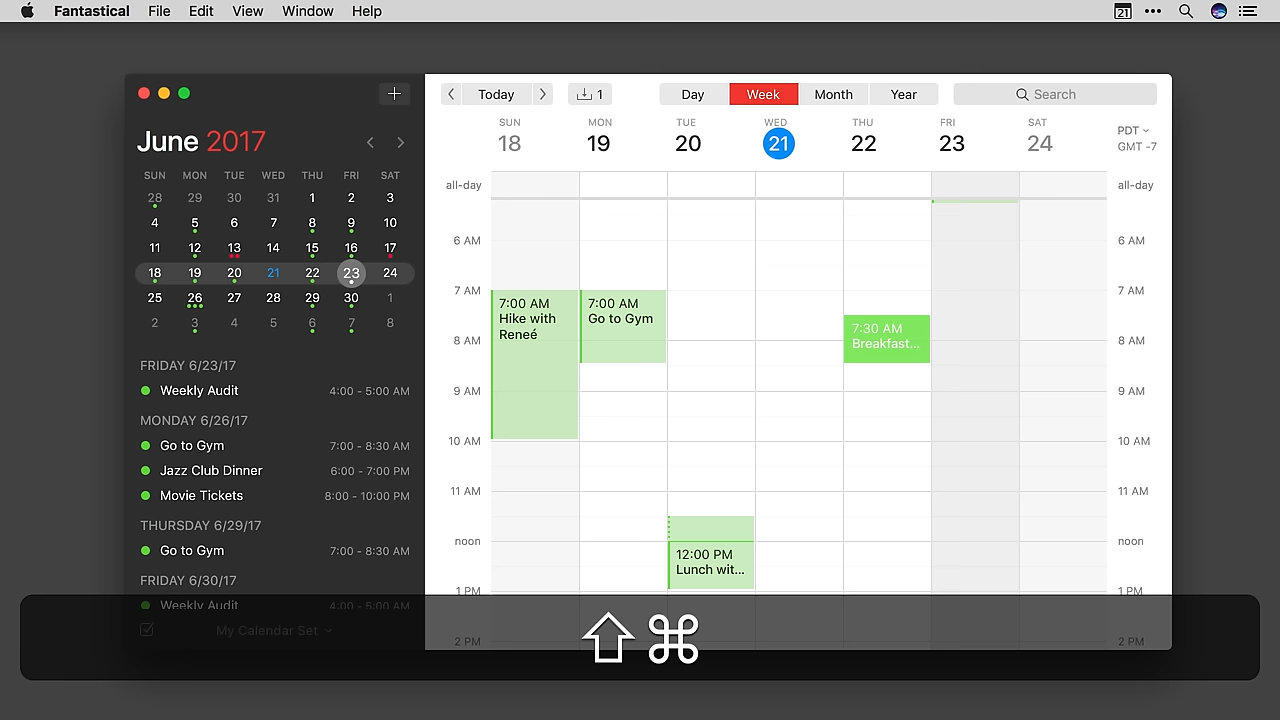 Fantastical File Edit View Window Help 21
Today 1 Day Week Month Year Search
June 2017
SUN MON TUE WED THU FRI SAT
28 29 30 31 1 2 3
4 5 6 7 8 9 10
11 12 13 14 15 16 17
18 19 20 21 22 23 24
25 26 27 28 29 30 1
2 3 4 5 6 7 8
FRIDAY 6/23/17
Weekly Audit 4:00 - 5:00 AM
MONDAY 6/26/17
Go to Gym 7:00 - 8:30 AM
Jazz Club Dinner 6:00 - 7:00 PM
Movie Tickets 8:00 - 10:00 PM
THURSDAY 6/29/17
Go to Gym 7:00 - 8:30 AM
FRIDAY 6/30/17
Weekly Audit 4:00 - 5:00 AM
My Calendar Set
SUN MON TUE WED THU FRI SAT
18 19 20 21 22 23 24
PDT
GMT -7
all-day all-day
6 AM 6 AM
7 AM 7 AM
7:00 AM
Hike with
Reneé
7:00 AM
Go to Gym
7:30 AM
Breakfast...
8 AM 8 AM
9 AM 9 AM
10 AM 10 AM
11 AM 11 AM
noon noon
12:00 PM
Lunch wit...
1 PM 1 PM
2 PM 2 PM
⇧⌘